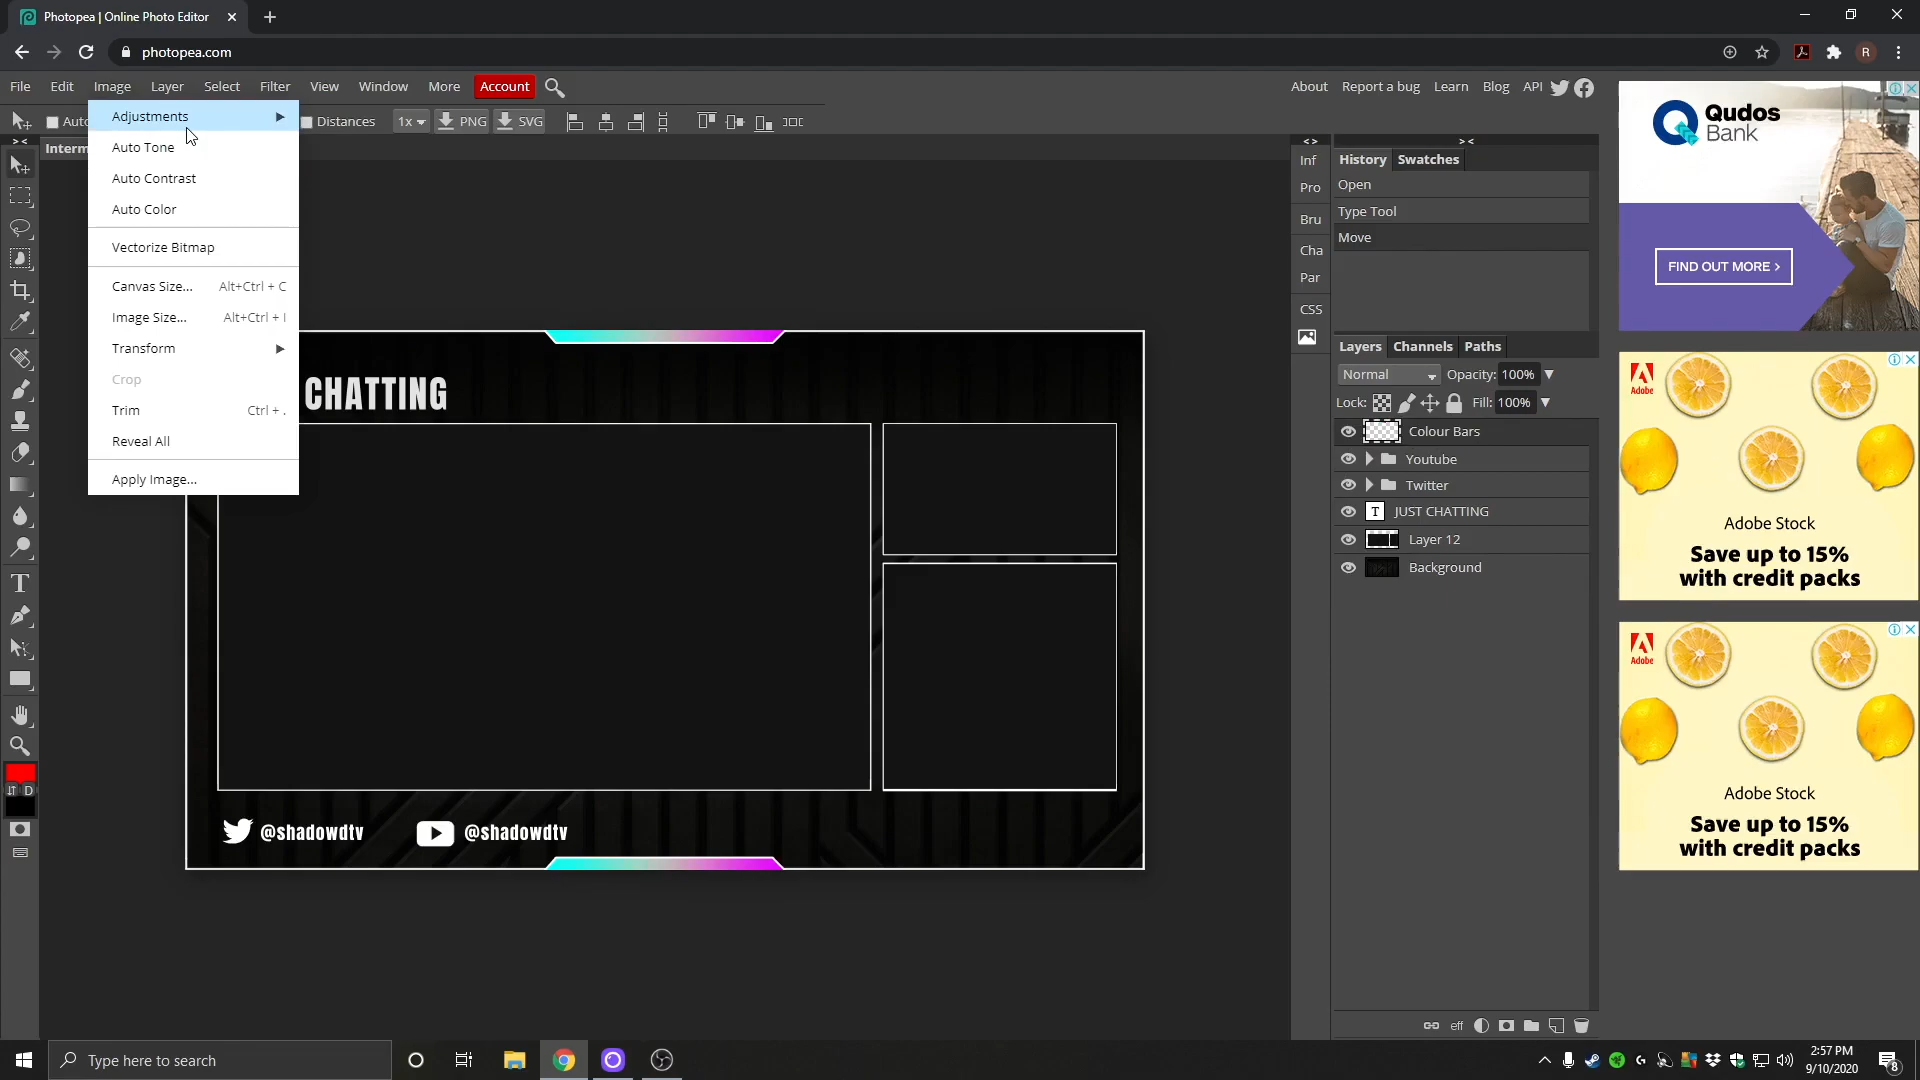 Photopea | Online Photo Editor
photopea.com
R
File Edit Image Layer Select Filter View Window More Account
About Report a bug Learn Blog API
Distances 1x PNG SVG
Adjustments
Auto Tone
Auto Contrast
Auto Color
Vectorize Bitmap
Canvas Size... Alt+Ctrl + C
Image Size... Alt+Ctrl + I
Transform
Crop
Trim Ctrl + .
Reveal All
Apply Image...
CHATTING
@shadowdtv @shadowdtv
D
Inf
Pro
Bru
Cha
Par
CSS
History Swatches
Open
Type Tool
Move
Layers Channels Paths
Normal Opacity: 100%
Lock: Fill: 100%
Colour Bars
Youtube
Twitter
T JUST CHATTING
Layer 12
Background
eff
Qudos
Bank
FIND OUT MORE >
Adobe
Adobe Stock
Save up to 15%
with credit packs
Adobe
Adobe Stock
Save up to 15%
with credit packs
Type here to search
2:57 PM
9/10/2020
8